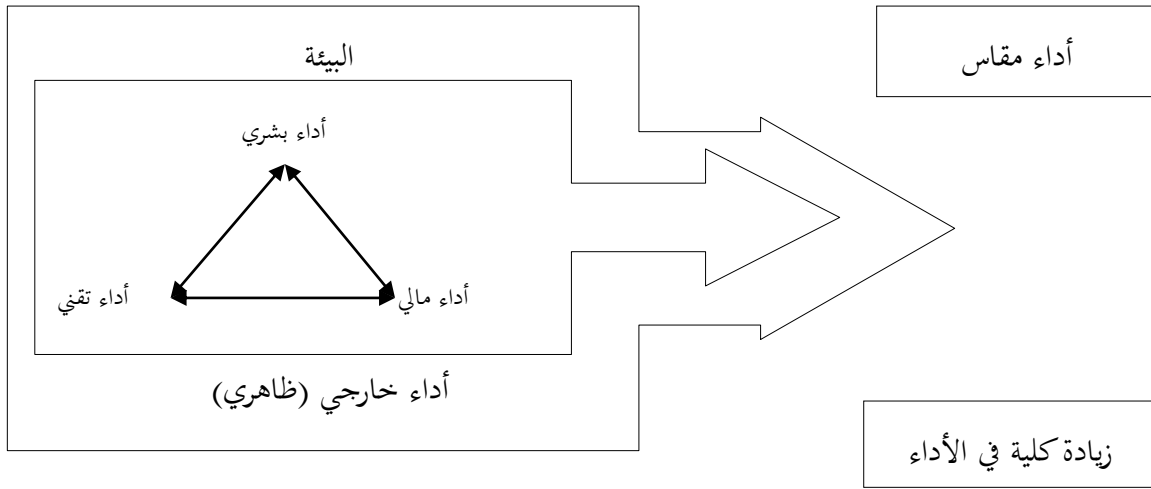 البيئة
أداء مقاس
أداء بشري
أداء مالي
أداء تقني
أداء خارجي (ظاهري)
زيادة كلية في الأداء